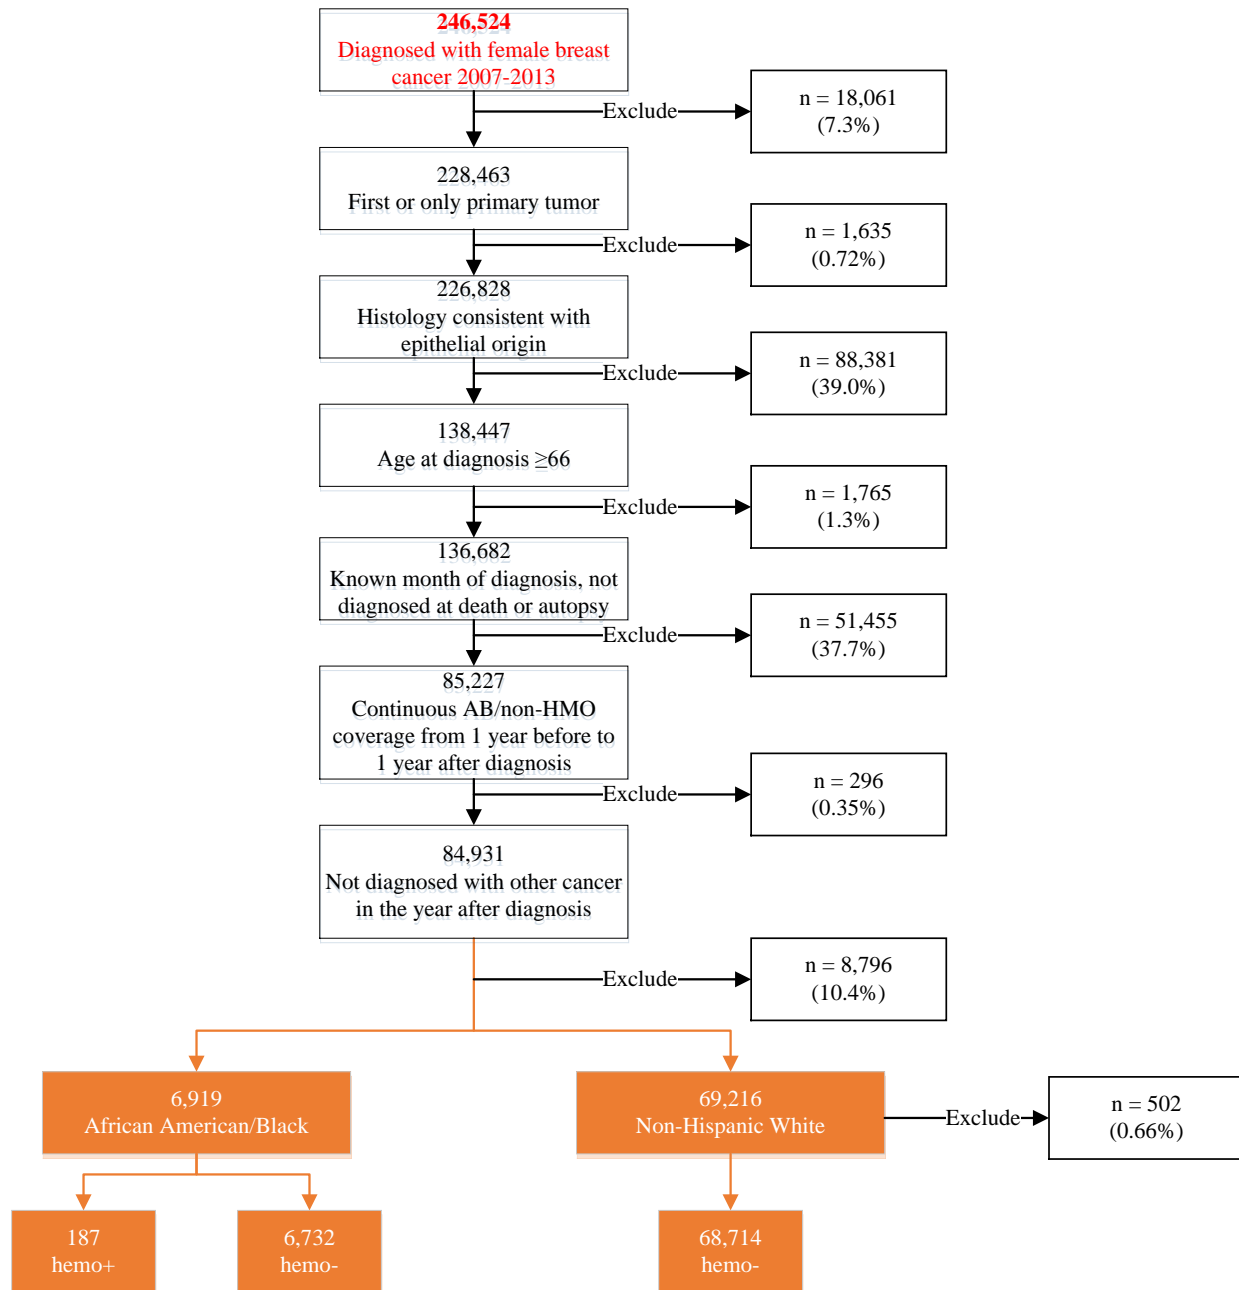 246,524
Diagnosed with female breast
cancer 2007-2013
Exclude
n = 18,061
(7.3%)
228,463
First or only primary tumor
Exclude
n = 1,635
(0.72%)
226,828
Histology consistent with
epithelial origin
Exclude
n = 88,381
(39.0%)
138,447
Age at diagnosis ≥66
Exclude
n = 1,765
(1.3%)
136,682
Known month of diagnosis, not
diagnosed at death or autopsy
Exclude
n = 51,455
(37.7%)
85,227
Continuous AB/non-HMO
coverage from 1 year before to
1 year after diagnosis
Exclude
n = 296
(0.35%)
84,931
Not diagnosed with other cancer
in the year after diagnosis
Exclude
n = 8,796
(10.4%)
6,919
African American/Black
69,216
Non-Hispanic White
Exclude
n = 502
(0.66%)
187
hemo+
6,732
hemo-
68,714
hemo-